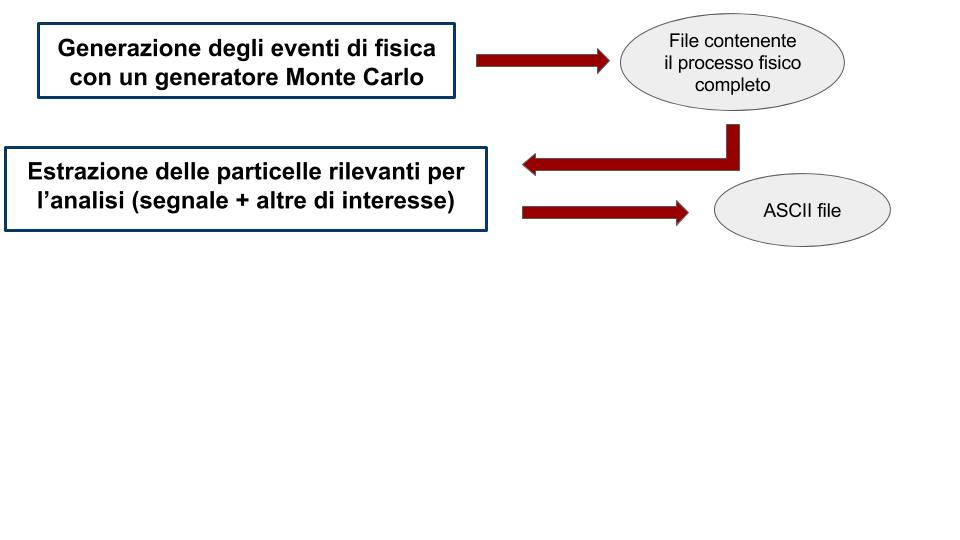 Generazione degli eventi di fisica
con un generatore Monte Carlo
File contenente
il processo fisico
completo
Estrazione delle particelle rilevanti per
l’analisi (segnale + altre di interesse)
ASCII file